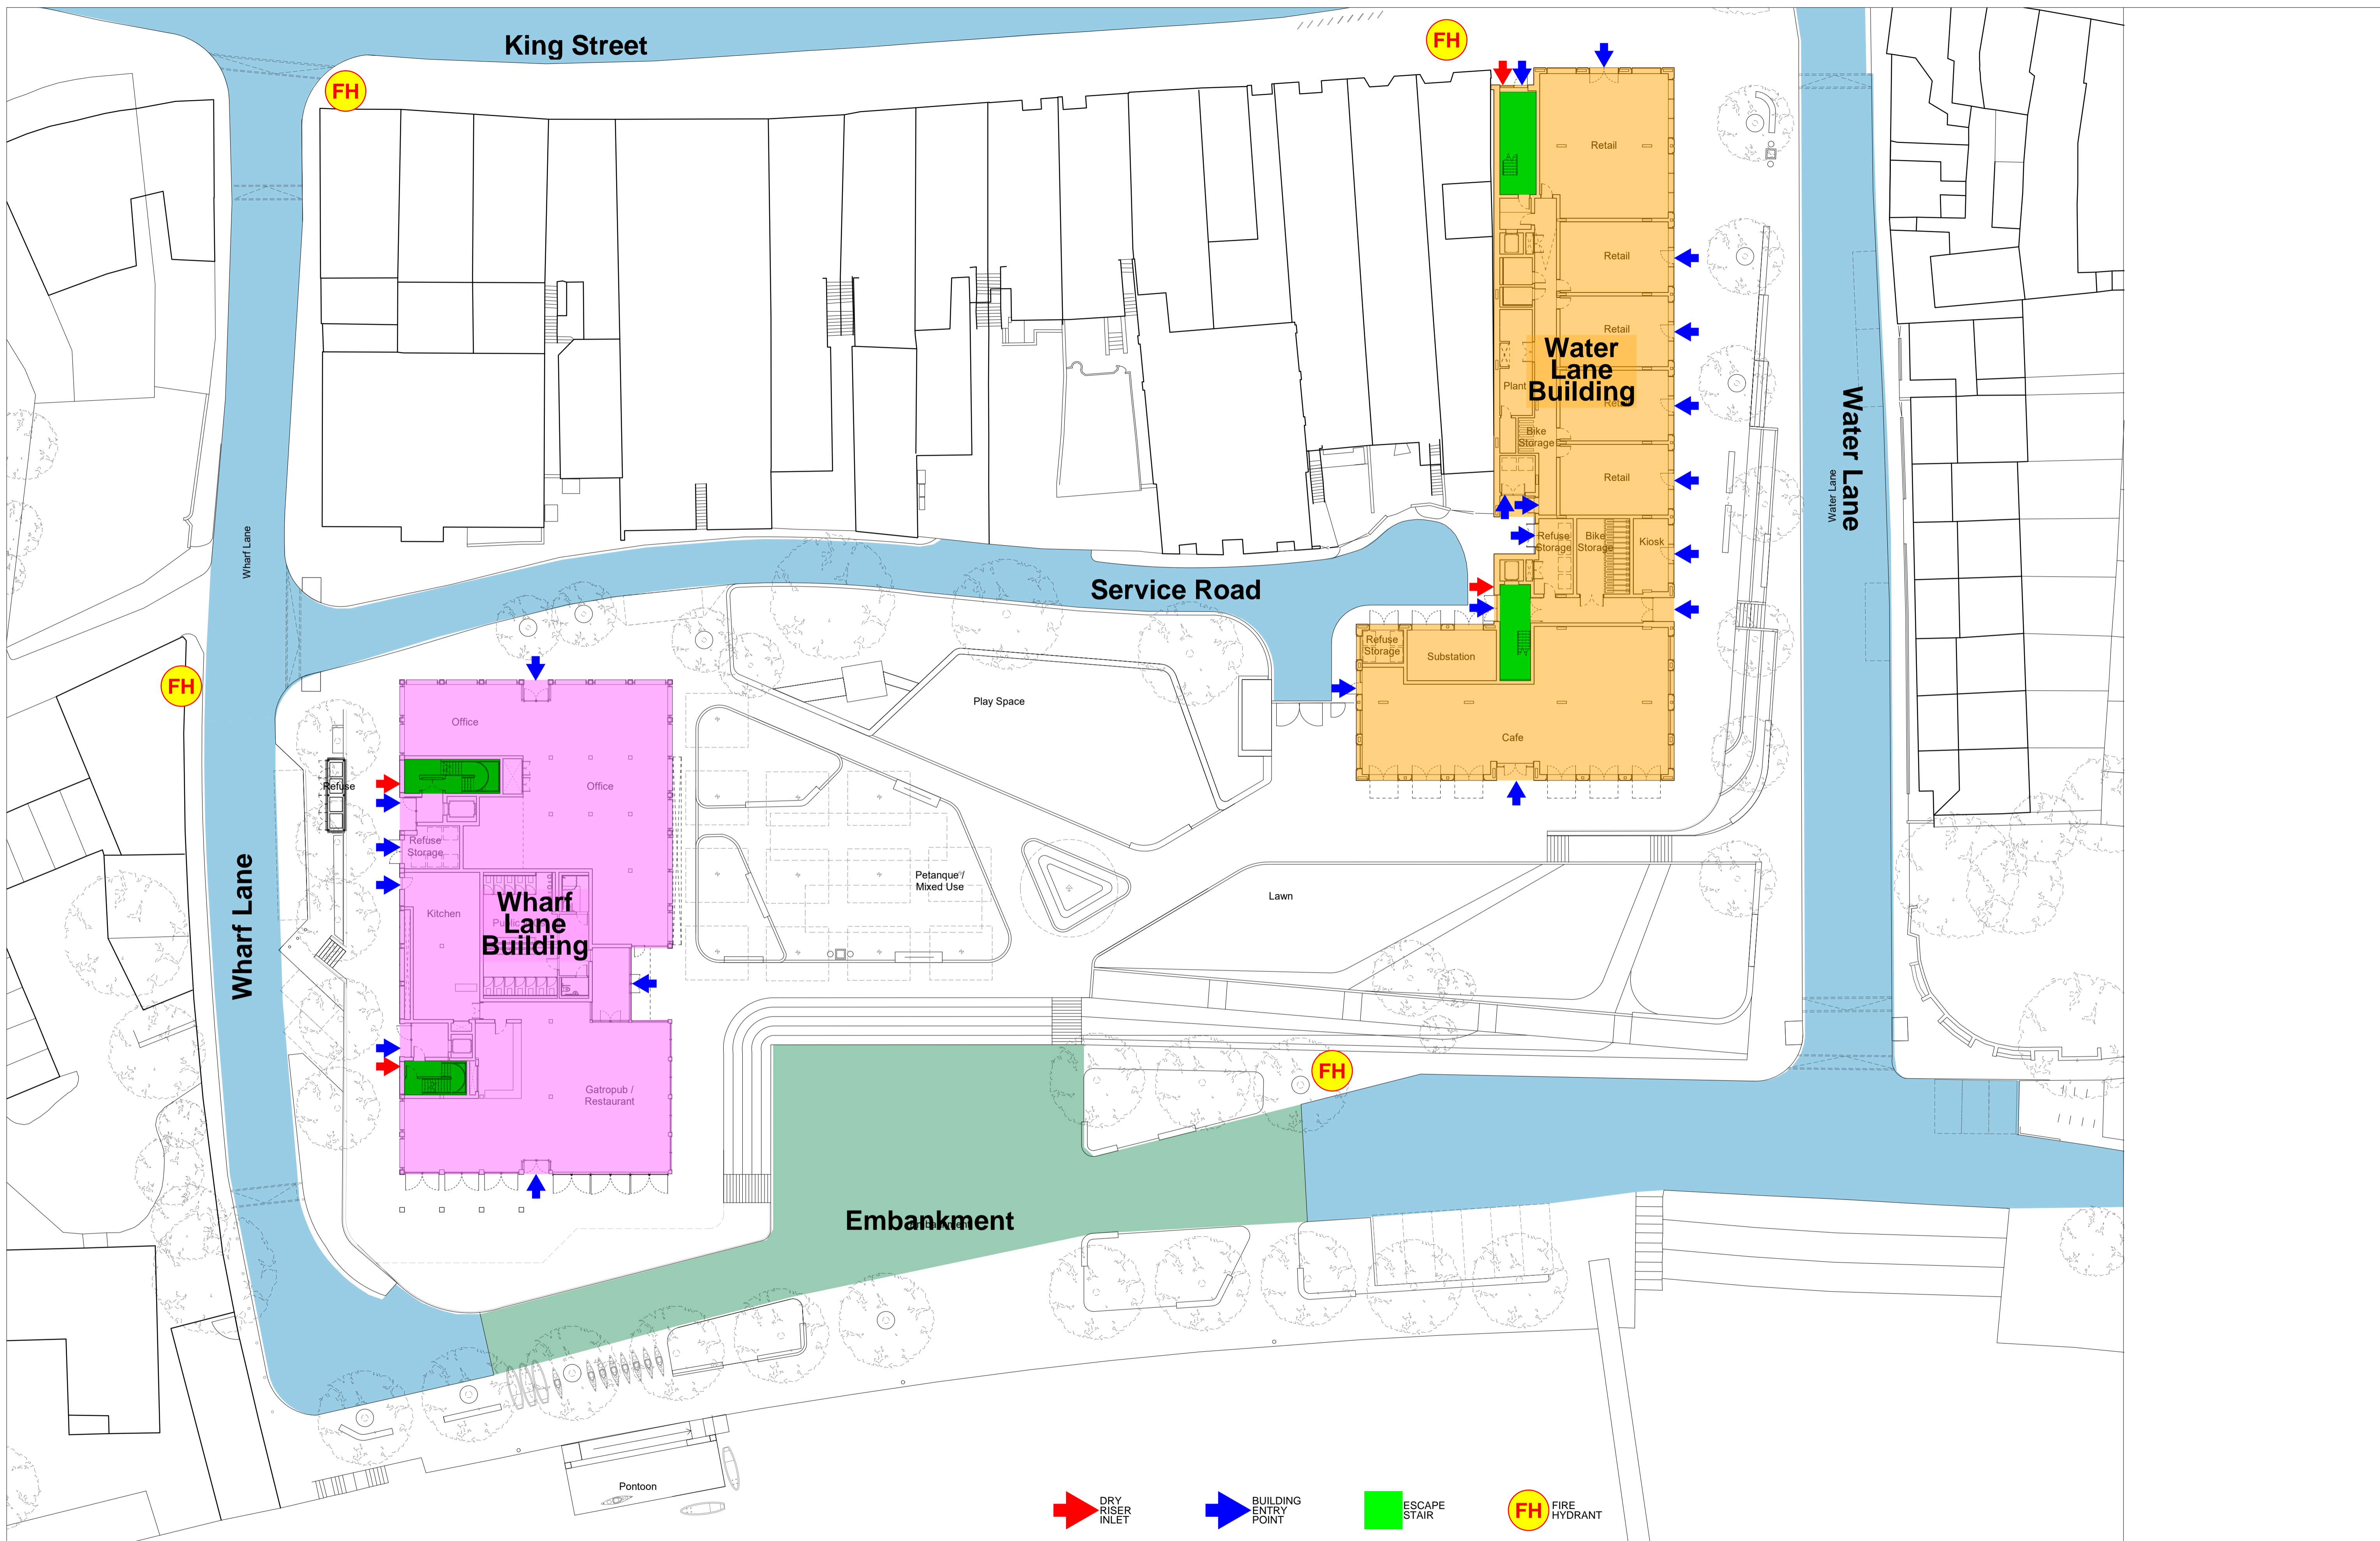 King Street
FH
FH
Retail
Retail
Retail
Water
Lane
Building
Plant
Retail
Bike
Storage
Retail
Water Lane
Water Lane
Wharf Lane
Refuse
Storage
Bike
Storage
Kiosk
Service Road
Refuse
Storage
Substation
FH
Play Space
Office
Cafe
Office
Refuse
Refuse
Storage
Petanque /
Mixed Use
Lawn
Wharf Lane
Kitchen
Wharf
Lane
Building
Public
FH
Gatropub /
Restaurant
Embankment
Embankment
Pontoon
DRY
RISER
INLET
BUILDING
ENTRY
POINT
ESCAPE
STAIR
FH
FIRE
HYDRANT